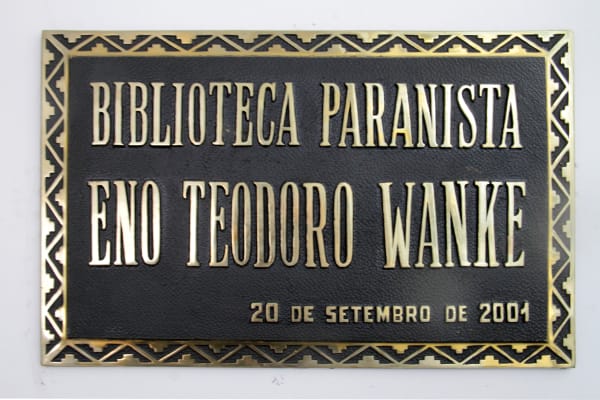 BIBLIOTECA PARANISTA
ENO TEODORO WANKE
20 DE SETEMBRO DE 2001